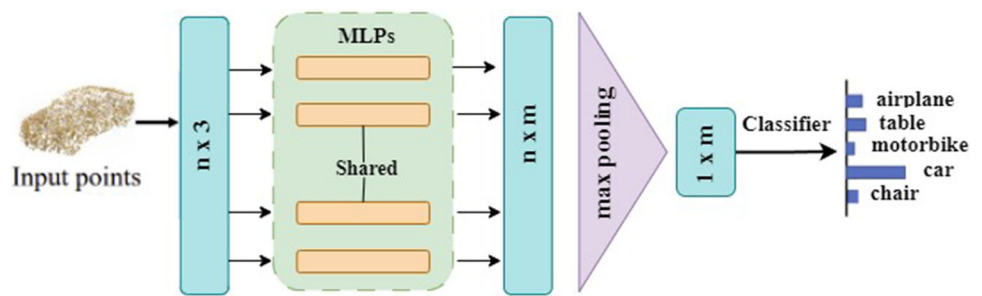 Input points
n x 3
MLPs
Shared
n x m
max pooling
1 x m
Classifier
airplane
table
motorbike
car
chair